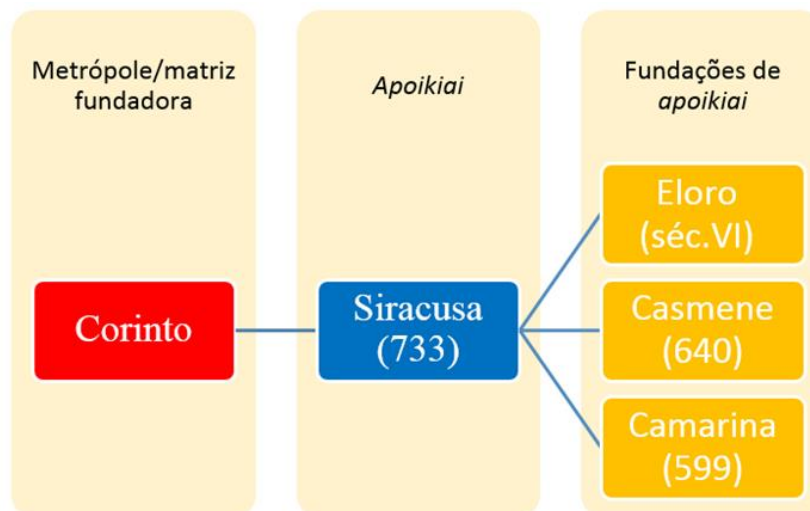 Metrópole/matriz
fundadora
Apoikiai
Fundações de
apoikiai
Corinto
Siracusa
(733)
Eloro
(séc.VI)
Casmene
(640)
Camarina
(599)